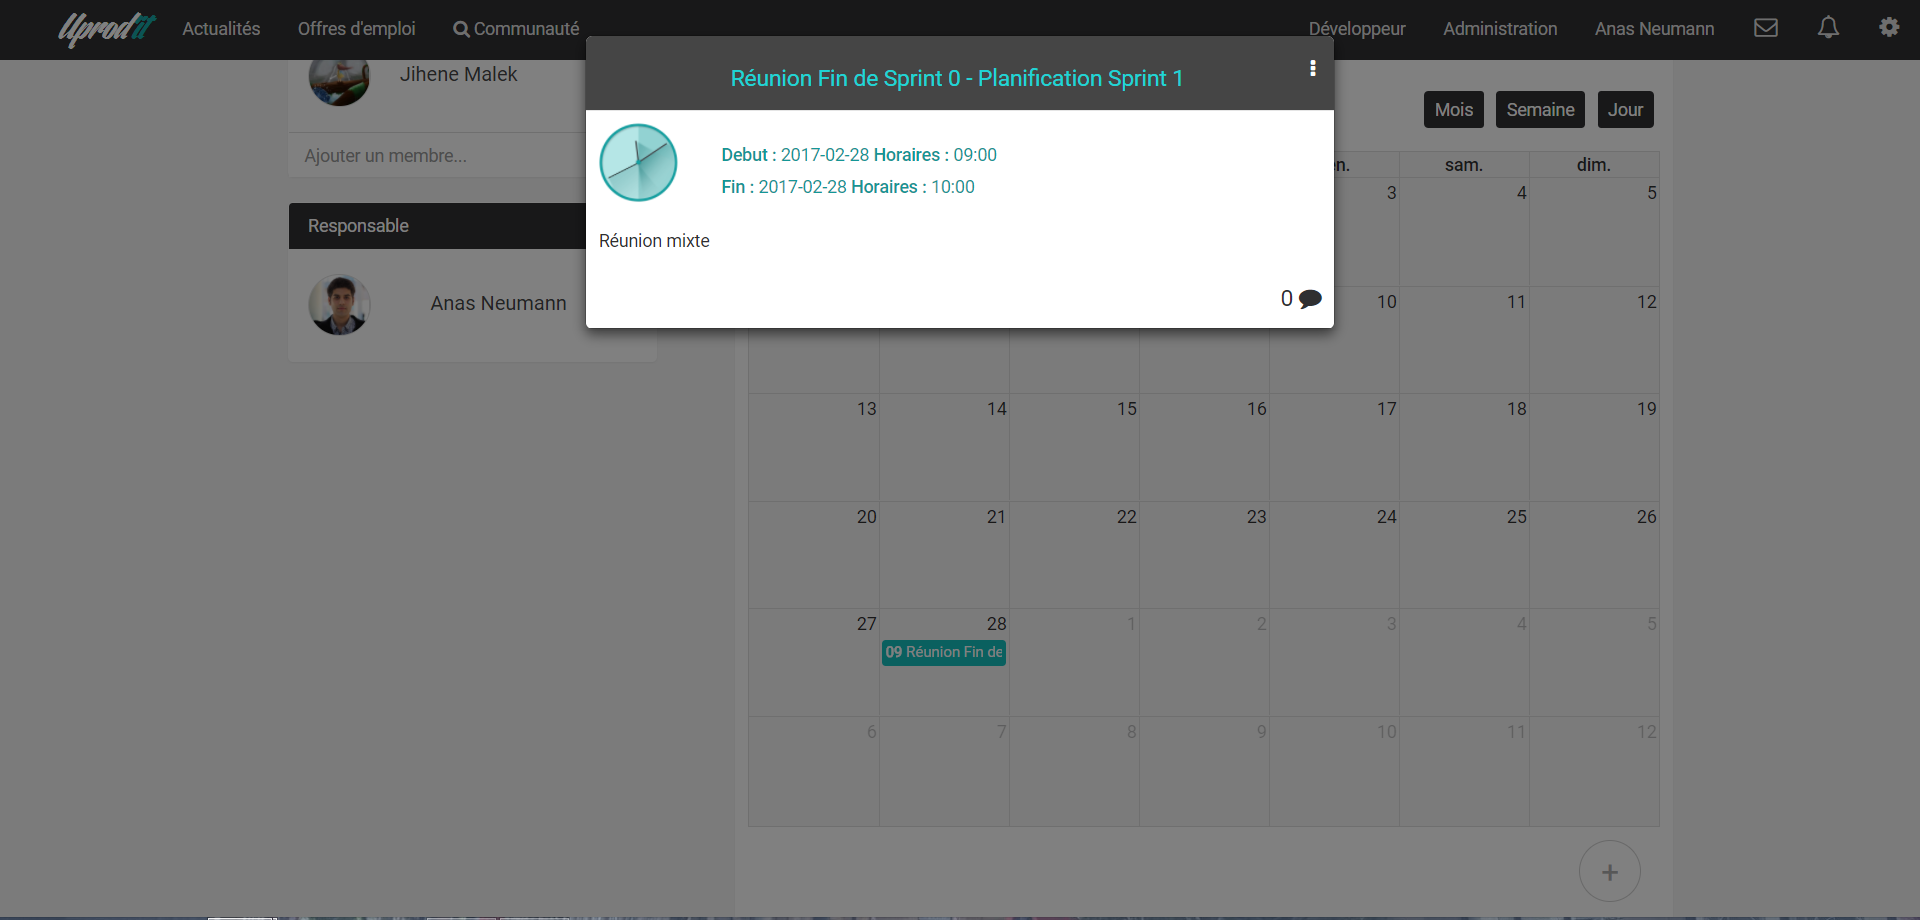 Uprodit Actualités Offres d'emploi Communauté Développeur Administration Anas Neumann
Jihene Malek
Ajouter un membre...
Responsable
Anas Neumann
Réunion Fin de Sprint 0 - Planification Sprint 1
Debut : 2017-02-28 Horaires : 09:00
Fin : 2017-02-28 Horaires : 10:00
Réunion mixte
0
Mois Semaine Jour
sam. dim.
3 4 5
10 11 12
13 14 15 16 17 18 19
20 21 22 23 24 25 26
27 28 1 2 3 4 5
09 Réunion Fin de
6 7 8 9 10 11 12
+